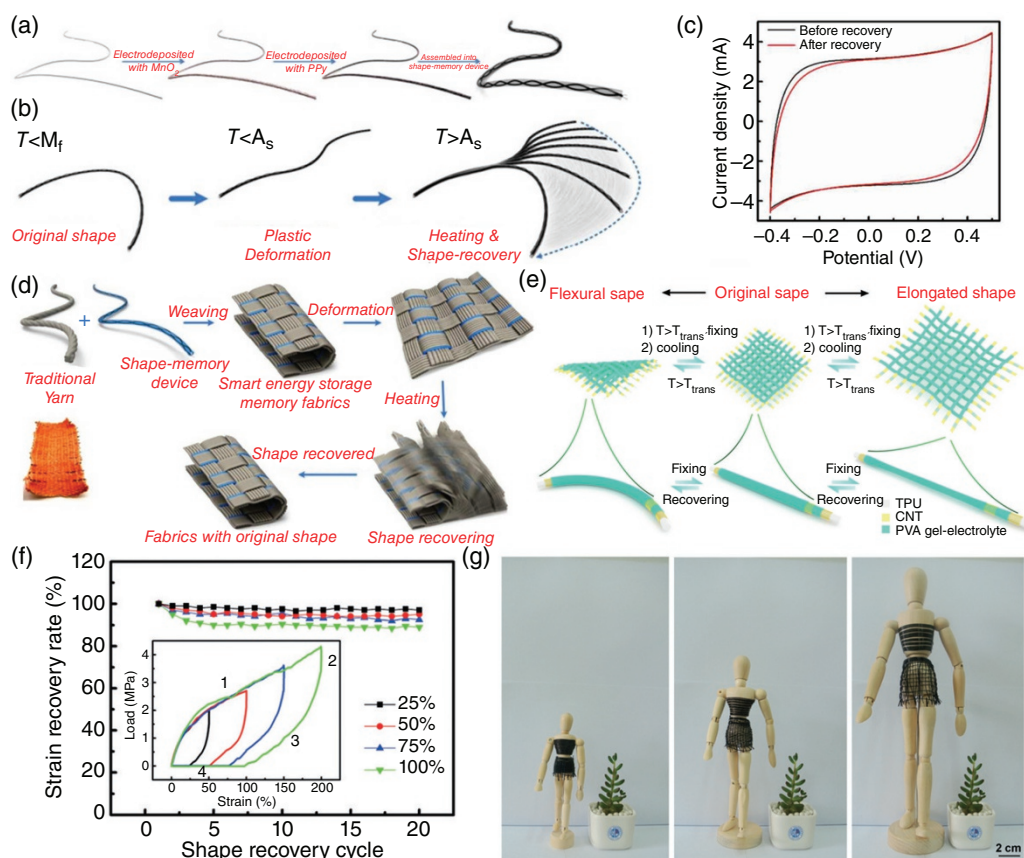 (a)
Electrodeposited
with MnO2
Electrodeposited
with PPy
Assembled into
shape-memory device
(b)
T<Mf
T<As
T>As
Original shape
Plastic
Deformation
Heating &
Shape-recovery
(c)
Before recovery
After recovery
Current density (mA)
4
2
0
−2
−4
−0.4
−0.2
0.0
0.2
0.4
Potential (V)
(d)
+
Weaving
Deformation
Traditional
Yarn
Shape-memory
device
Smart energy storage
memory fabrics
Heating
Shape recovered
Fabrics with original shape
Shape recovering
(e)
Flexural sape
Original sape
Elongated shape
1) T>Ttrans fixing
2) cooling
T>Ttrans
1) T>Ttrans fixing
2) cooling
T>Ttrans
Fixing
Recovering
Fixing
Recovering
TPU
CNT
PVA gel-electrolyte
(f)
Strain recovery rate (%)
120
100
80
60
40
20
0
0
5
10
15
20
Shape recovery cycle
Load (MPa)
4
3
2
1
0
0
50
100
150
200
Strain (%)
1
2
3
4
25%
50%
75%
100%
(g)
2 cm